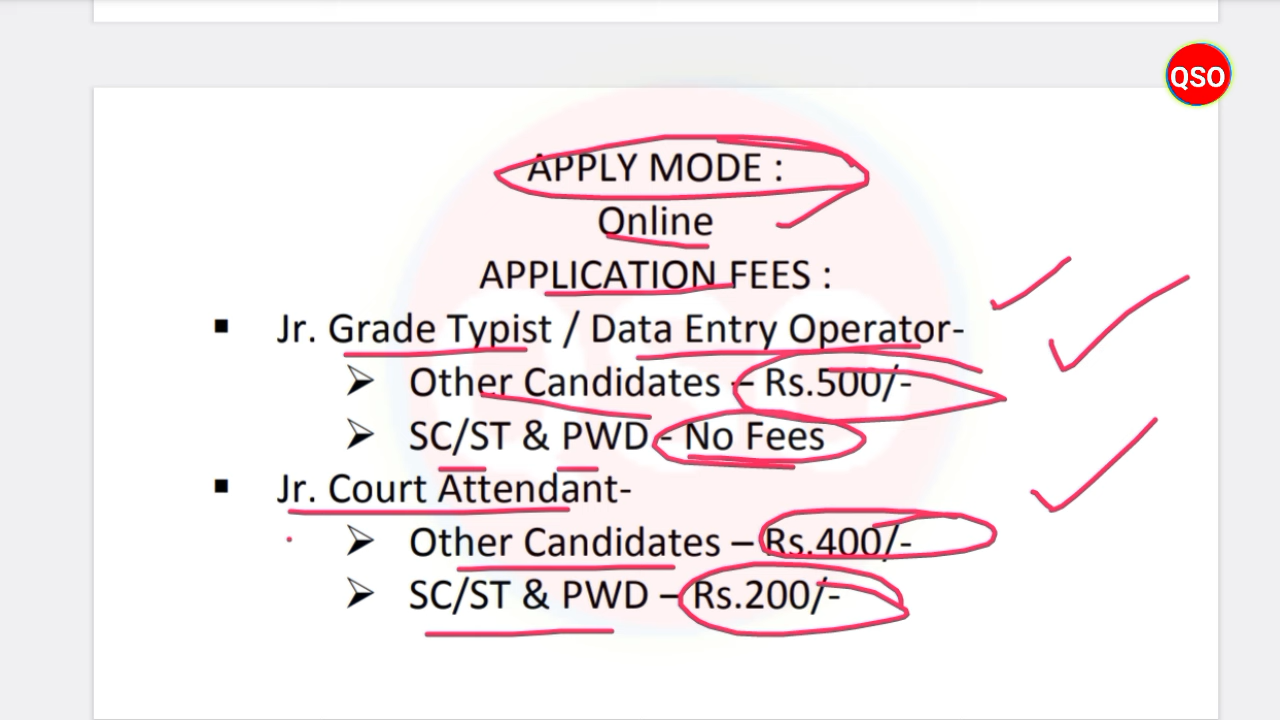 QSO
APPLY MODE :
Online
APPLICATION FEES :
▪ Jr. Grade Typist / Data Entry Operator-
➢ Other Candidates – Rs.500/-
➢ SC/ST & PWD - No Fees
▪ Jr. Court Attendant-
➢ Other Candidates – Rs.400/-
➢ SC/ST & PWD – Rs.200/-